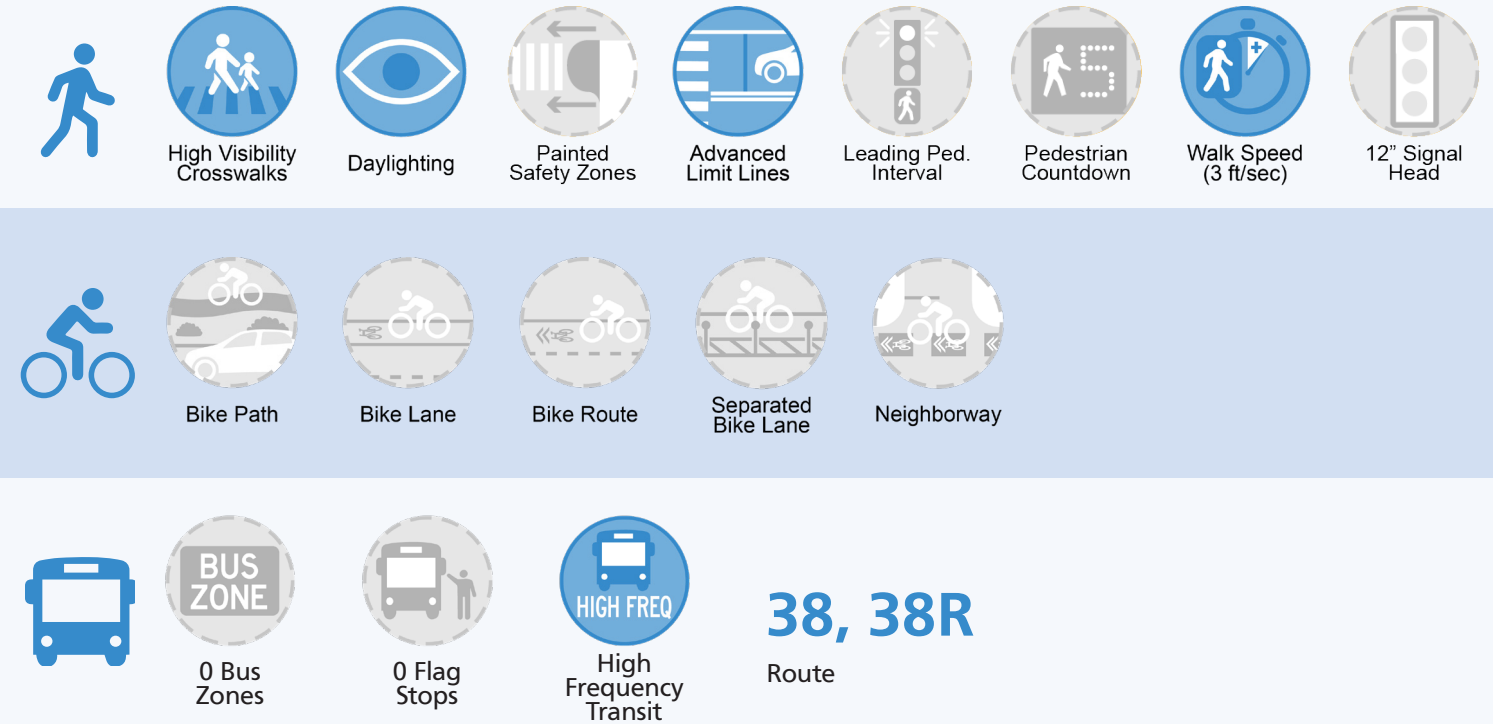 High Visibility
Crosswalks
Daylighting
Painted
Safety Zones
Advanced
Limit Lines
Leading Ped.
Interval
5
Pedestrian
Countdown
Walk Speed
(3 ft/sec)
12” Signal
Head
Bike Path
Bike Lane
Bike Route
Separated
Bike Lane
Neighborway
BUS
ZONE
0 Bus
Zones
0 Flag
Stops
HIGH FREQ
High
Frequency
Transit
38, 38R
Route